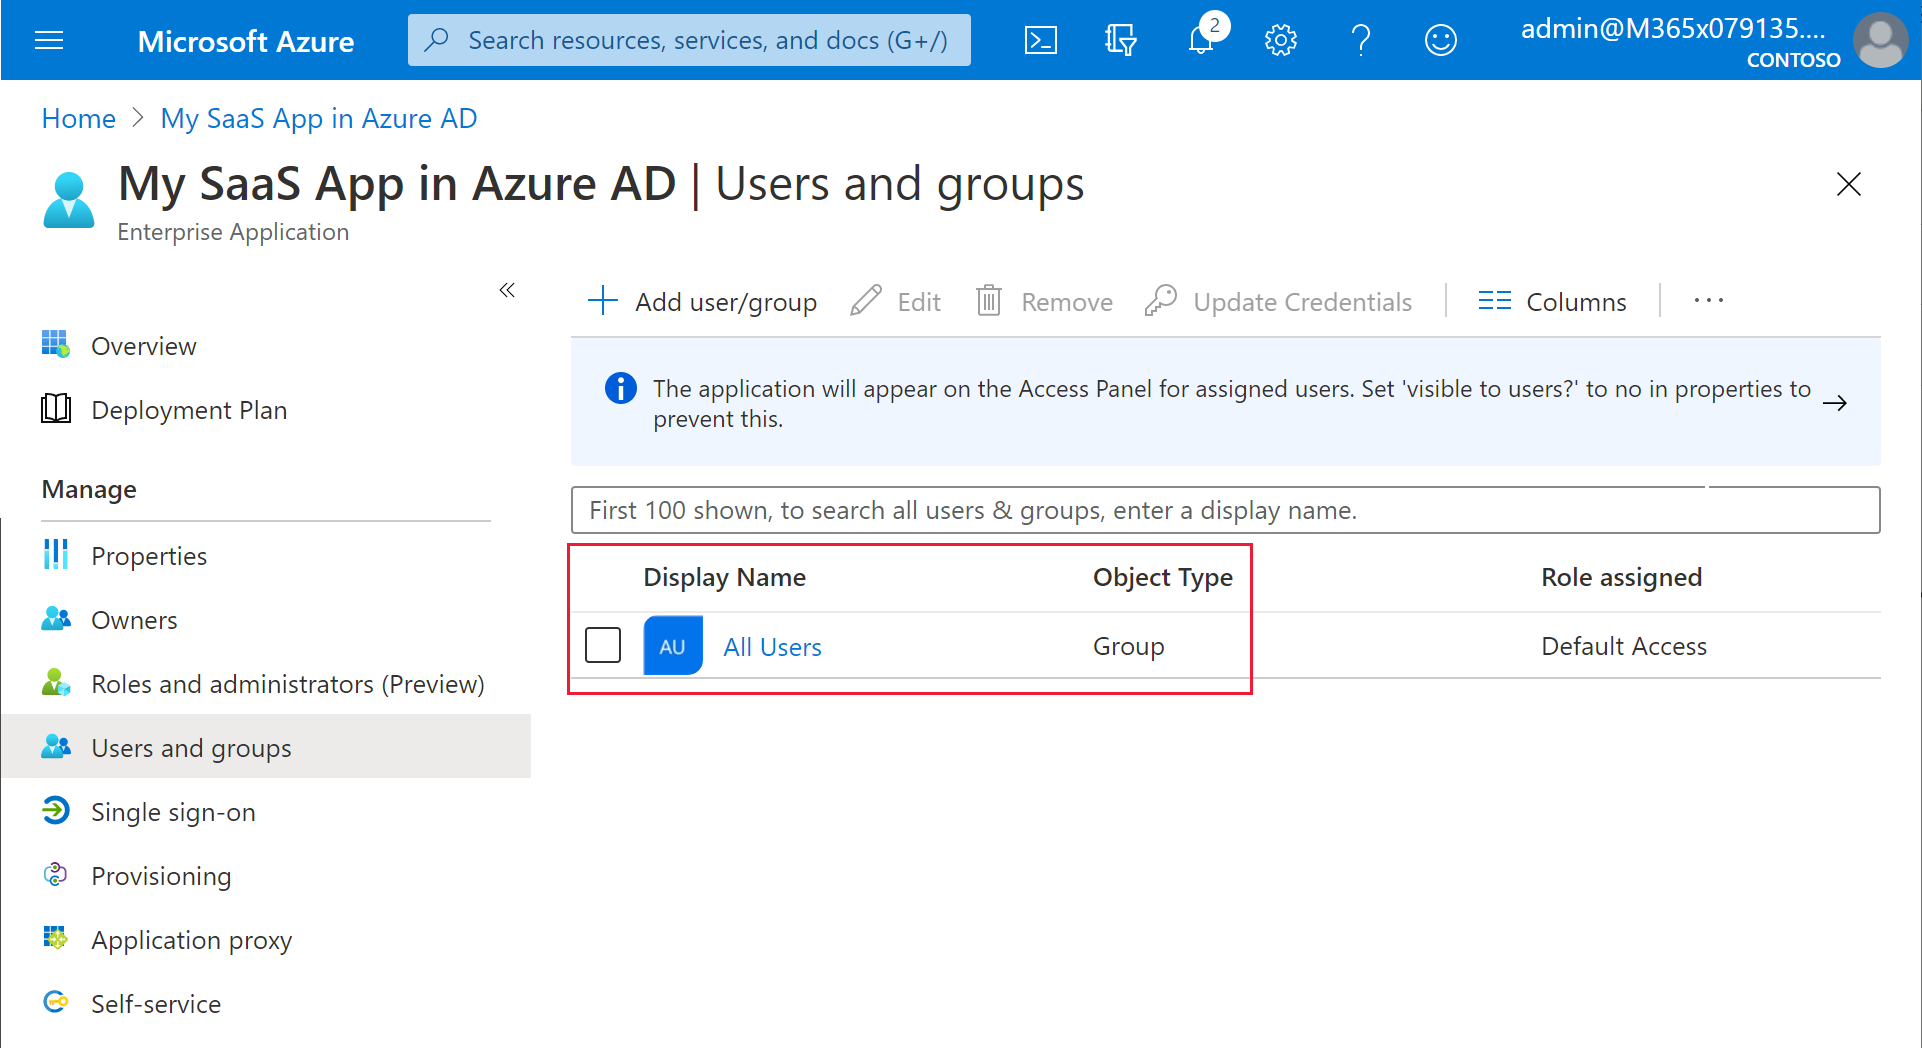 Microsoft Azure
Search resources, services, and docs (G+/)
2
admin@M365x079135....
CONTOSO
Home > My SaaS App in Azure AD
My SaaS App in Azure AD | Users and groups
Enterprise Application
«
Overview
Deployment Plan
Manage
Properties
Owners
Roles and administrators (Preview)
Users and groups
Single sign-on
Provisioning
Application proxy
Self-service
Add user/group Edit Remove Update Credentials Columns ...
The application will appear on the Access Panel for assigned users. Set 'visible to users?' to no in properties to
prevent this.
First 100 shown, to search all users & groups, enter a display name.
Display Name Object Type Role assigned
AU All Users Group Default Access